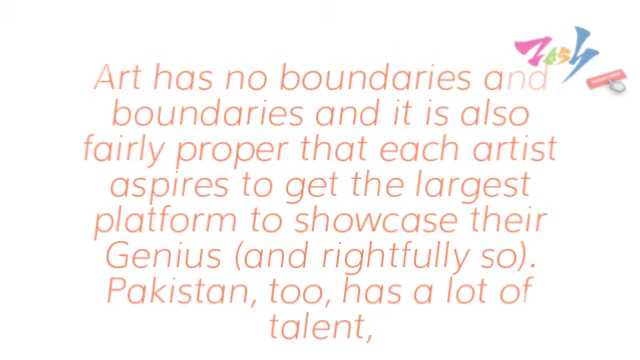 Zash
Art has no boundaries and
boundaries and it is also
fairly proper that each artist
aspires to get the largest
platform to showcase their
Genius (and rightfully so).
Pakistan, too, has a lot of
talent,